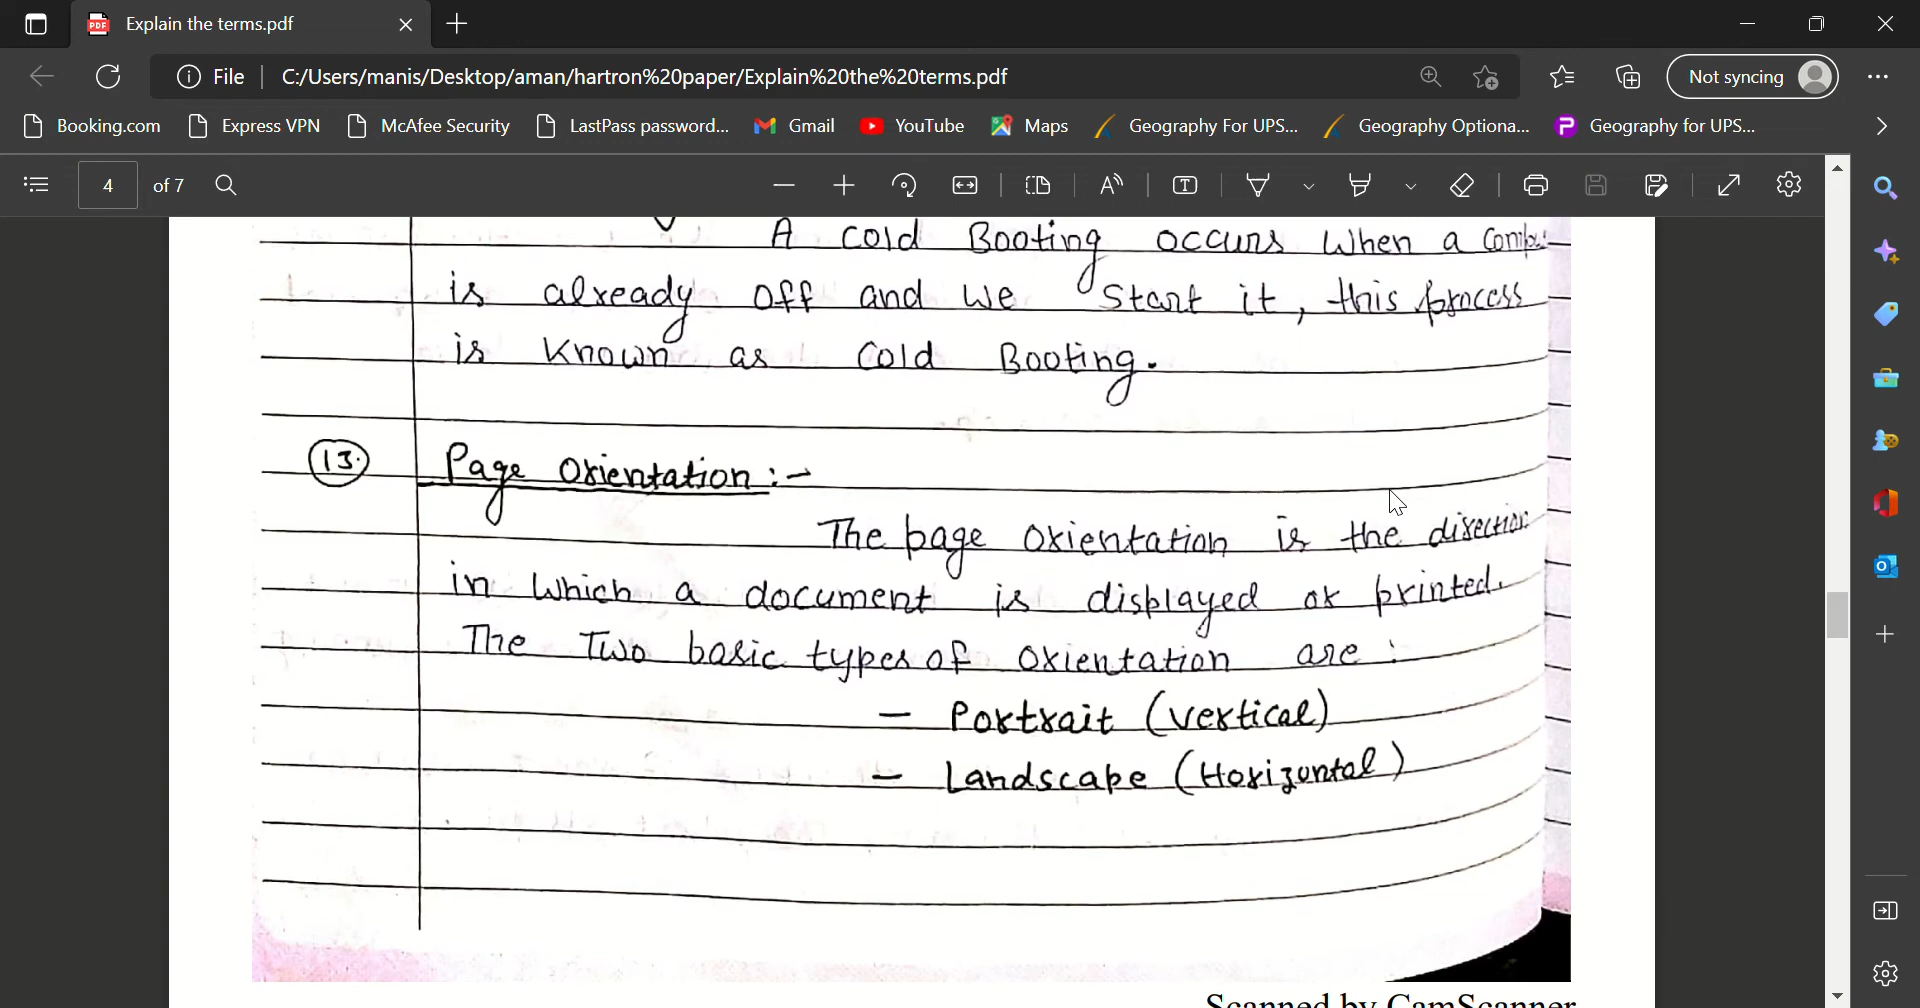 Explain the terms.pdf
File C:/Users/manis/Desktop/aman/hartron%20paper/Explain%20the%20terms.pdf
Not syncing
Booking.com Express VPN McAfee Security LastPass password... Gmail YouTube Maps Geography For UPS... Geography Optiona... Geography for UPS...
4 of 7
A cold Booting occurs when a
is already off and we start it, this process
is known as cold Booting.
13. Page Orientation :-
The page orientation is the direction
in which a document is displayed or printed.
The Two basic types of orientation are :
- Portrait (vertical)
- Landscape (Horizontal)
Scanned by CamScanner